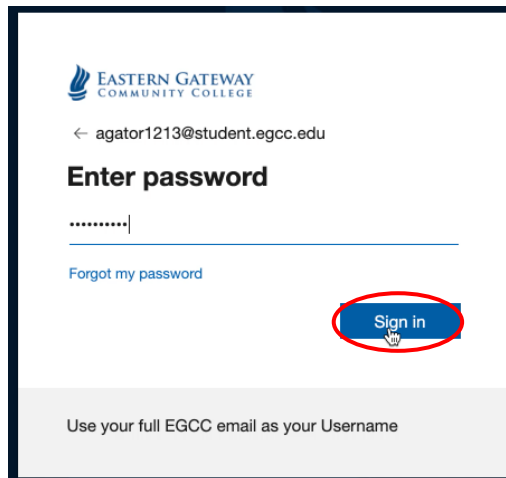 EASTERN GATEWAY
COMMUNITY COLLEGE
← agator1213@student.egcc.edu
Enter password
••••••••••
Forgot my password
Sign in
Use your full EGCC email as your Username